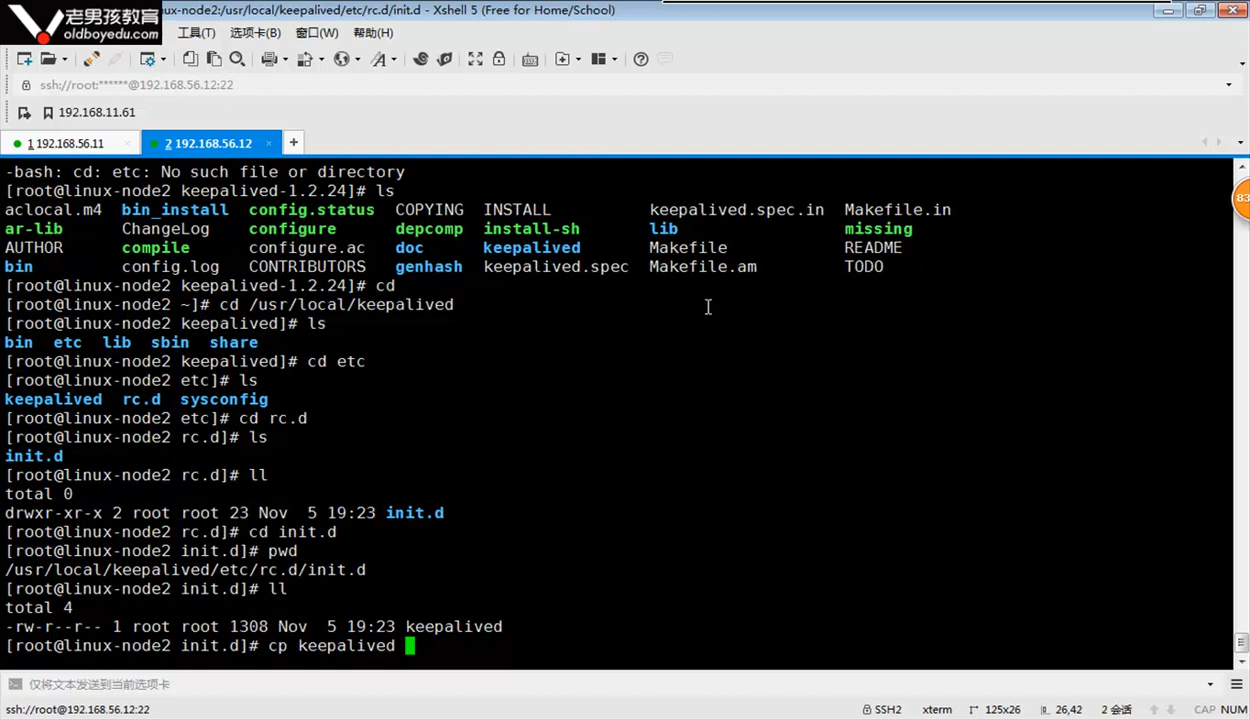 老男孩教育
oldboyedu.com
ux-node2:/usr/local/keepalived/etc/rc.d/init.d - Xshell 5 (Free for Home/School)
工具(T) 选项卡(B) 窗口(W) 帮助(H)
ssh://root:******@192.168.56.12:22
192.168.11.61
1 192.168.56.11 × 2 192.168.56.12 × +
-bash: cd: etc: No such file or directory
[root@linux-node2 keepalived-1.2.24]# ls
aclocal.m4 bin_install config.status COPYING INSTALL keepalived.spec.in Makefile.in
ar-lib ChangeLog configure depcomp install-sh lib missing
AUTHOR compile configure.ac doc keepalived Makefile README
bin config.log CONTRIBUTORS genhash keepalived.spec Makefile.am TODO
[root@linux-node2 keepalived-1.2.24]# cd
[root@linux-node2 ~]# cd /usr/local/keepalived
[root@linux-node2 keepalived]# ls
bin etc lib sbin share
[root@linux-node2 keepalived]# cd etc
[root@linux-node2 etc]# ls
keepalived rc.d sysconfig
[root@linux-node2 etc]# cd rc.d
[root@linux-node2 rc.d]# ls
init.d
[root@linux-node2 rc.d]# ll
total 0
drwxr-xr-x 2 root root 23 Nov  5 19:23 init.d
[root@linux-node2 rc.d]# cd init.d
[root@linux-node2 init.d]# pwd
/usr/local/keepalived/etc/rc.d/init.d
[root@linux-node2 init.d]# ll
total 4
-rw-r--r-- 1 root root 1308 Nov  5 19:23 keepalived
[root@linux-node2 init.d]# cp keepalived
83
仅将文本发送到当前选项卡
ssh://root@192.168.56.12:22 SSH2 xterm 125x26 26,42 2 会话 CAP NUM